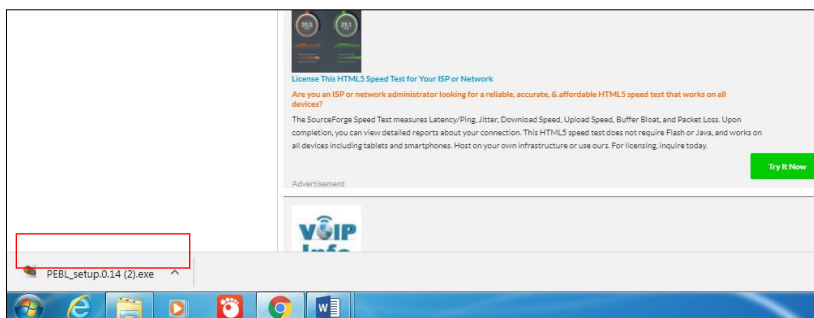 35.3 21.1
License This HTML5 Speed Test for Your ISP or Network
Are you an ISP or network administrator looking for a reliable, accurate, & affordable HTML5 speed test that works on all
devices?
The SourceForge Speed Test measures Latency/Ping, Jitter, Download Speed, Upload Speed, Buffer Bloat, and Packet Loss. Upon
completion, you can view detailed reports about your connection. This HTML5 speed test does not require Flash or Java, and works on
all devices including tablets and smartphones. Host on your own infrastructure or use ours. For licensing, inquire today.
Try It Now
Advertisement
VOIP
Info
PEBL_setup.0.14 (2).exe
W